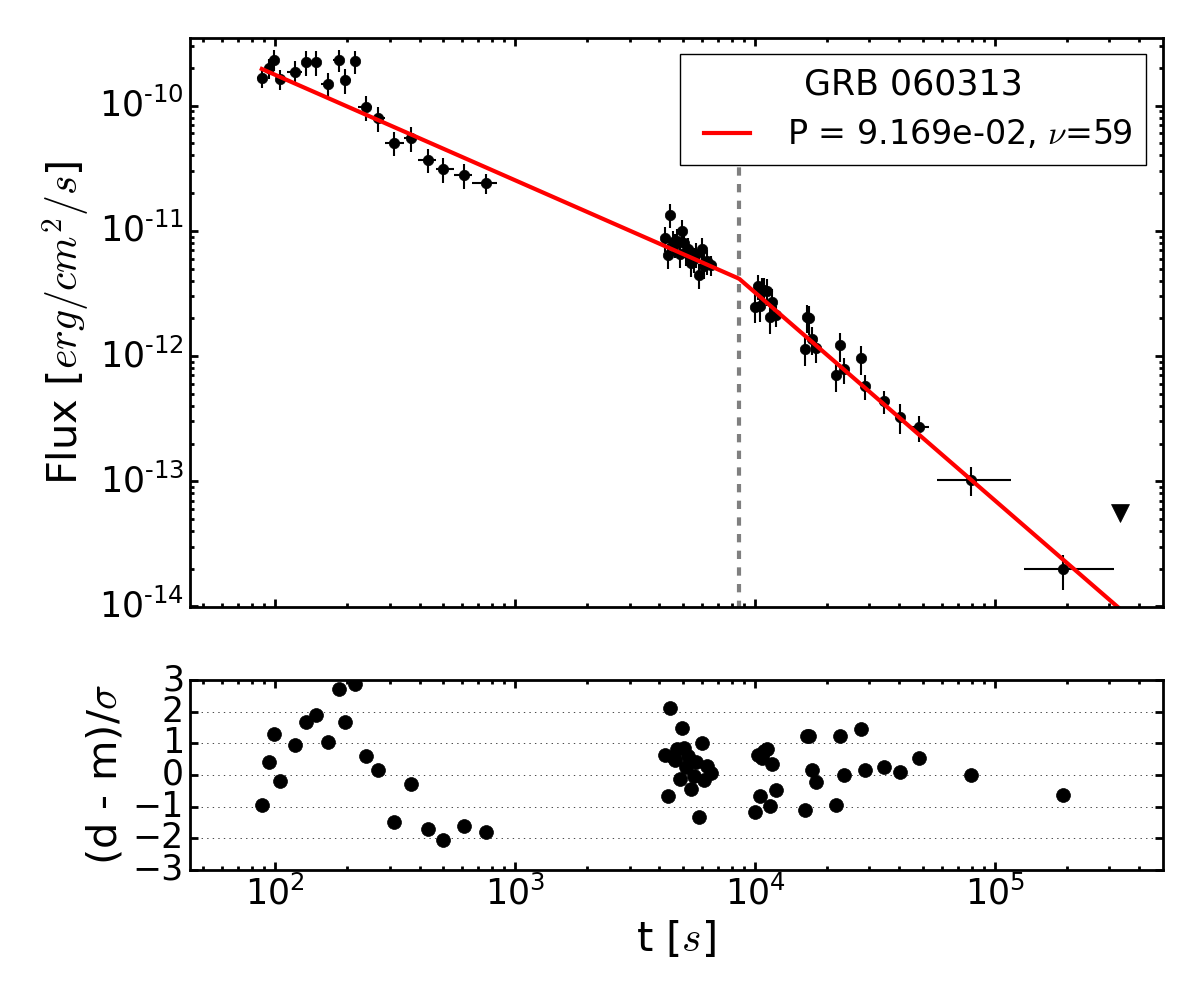 GRB 060313
P = 9.169e-02, ν=59
Flux [erg/cm²/s]
10⁻¹⁰
10⁻¹¹
10⁻¹²
10⁻¹³
10⁻¹⁴
(d - m)/σ
3
2
1
0
−1
−2
−3
10² 10³ 10⁴ 10⁵
t [s]